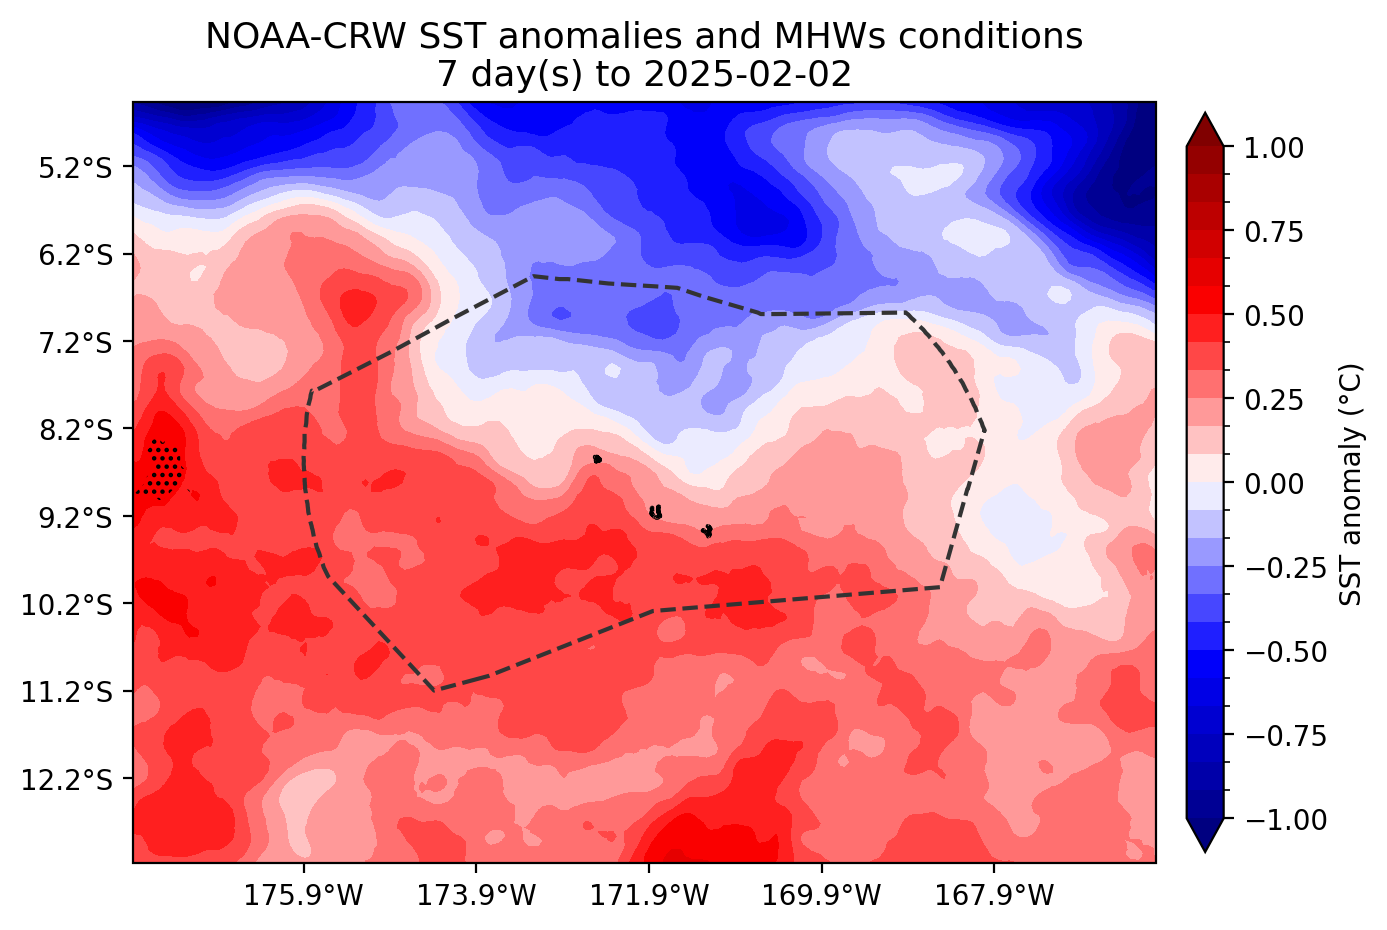 NOAA-CRW SST anomalies and MHWs conditions
7 day(s) to 2025-02-02
5.2°S
6.2°S
7.2°S
8.2°S
9.2°S
10.2°S
11.2°S
12.2°S
175.9°W
173.9°W
171.9°W
169.9°W
167.9°W
1.00
0.75
0.50
0.25
0.00
−0.25
−0.50
−0.75
−1.00
SST anomaly (°C)